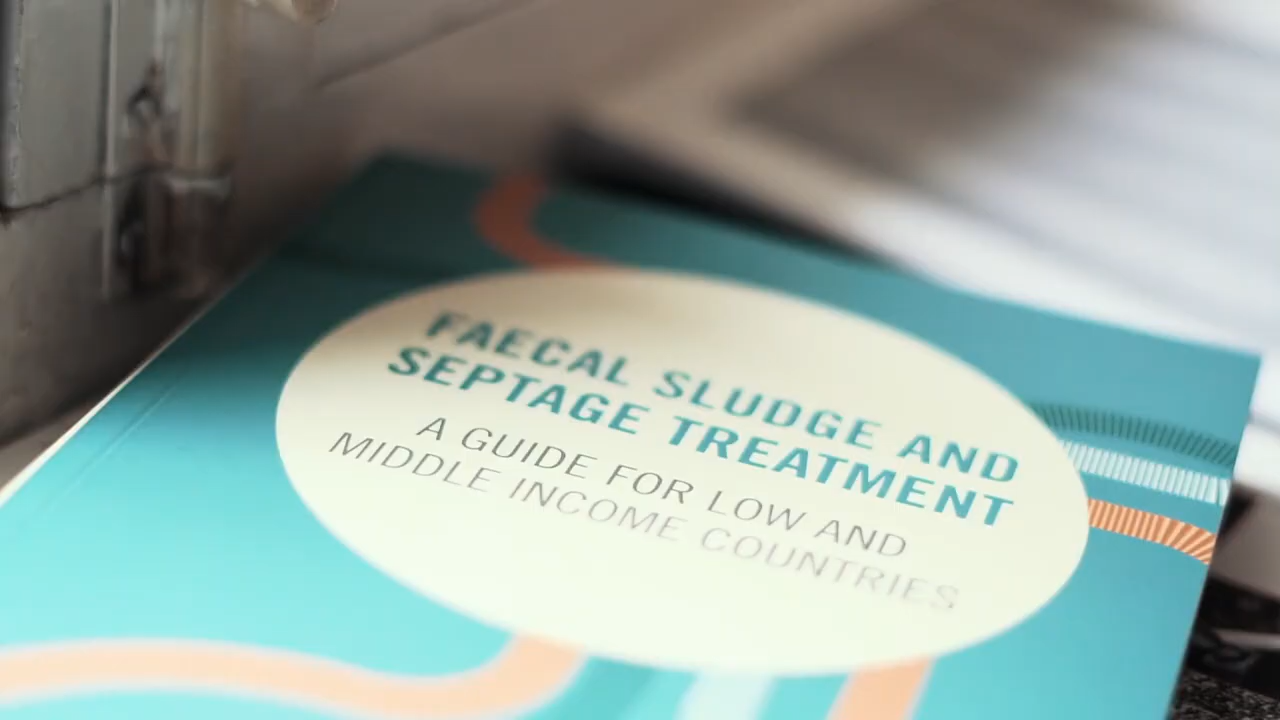 FAECAL SLUDGE AND
SEPTAGE TREATMENT
A GUIDE FOR LOW AND
MIDDLE INCOME COUNTRIES